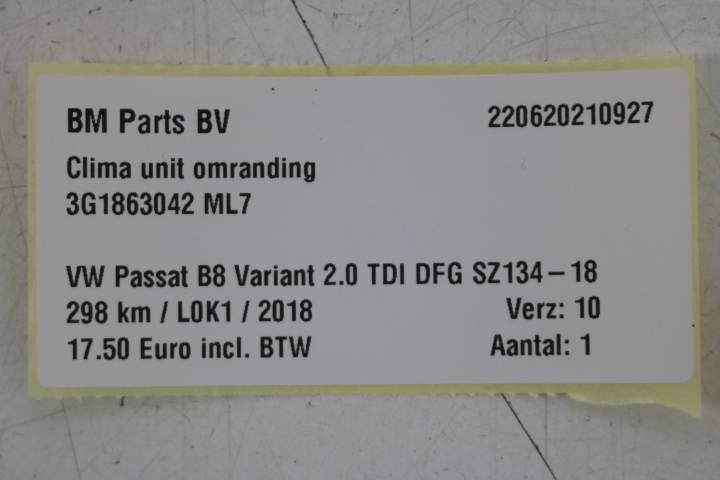 BM Parts BV 220620210927
Clima unit omranding
3G1863042 ML7
VW Passat B8 Variant 2.0 TDI DFG SZ134-18
298 km / L0K1 / 2018 Verz: 10
17.50 Euro incl. BTW Aantal: 1